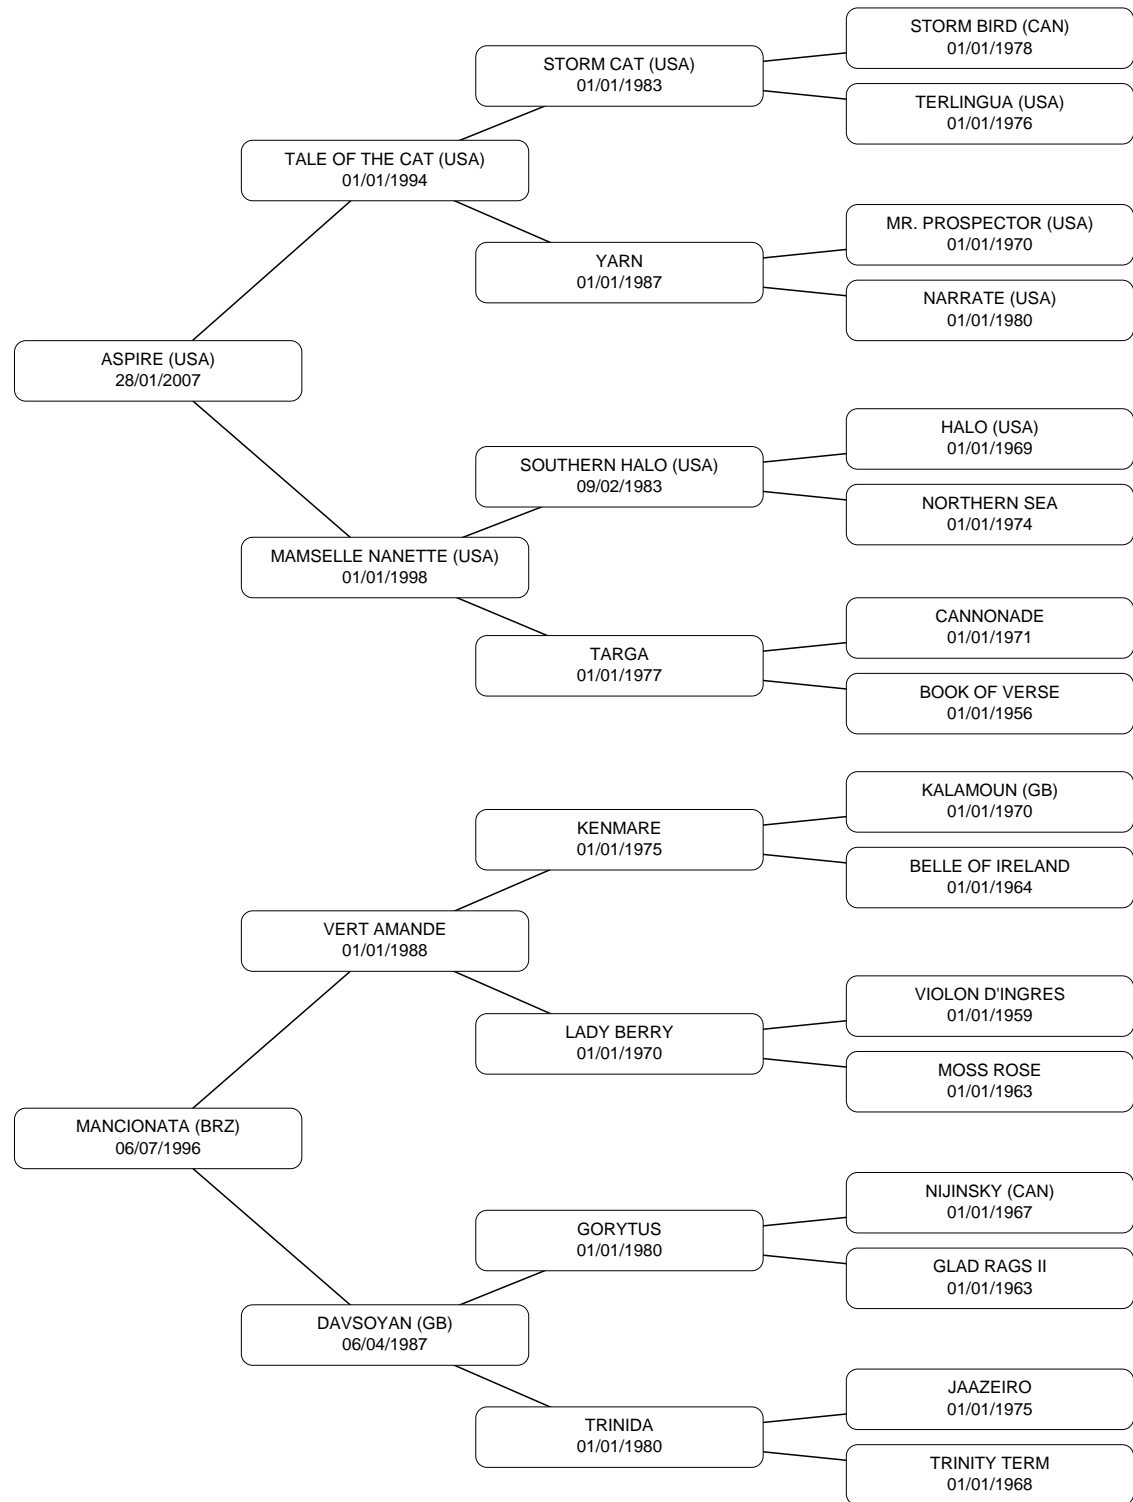 STORM BIRD (CAN)
01/01/1978
STORM CAT (USA)
01/01/1983
TERLINGUA (USA)
01/01/1976
TALE OF THE CAT (USA)
01/01/1994
MR. PROSPECTOR (USA)
01/01/1970
YARN
01/01/1987
NARRATE (USA)
01/01/1980
ASPIRE (USA)
28/01/2007
HALO (USA)
01/01/1969
SOUTHERN HALO (USA)
09/02/1983
NORTHERN SEA
01/01/1974
MAMSELLE NANETTE (USA)
01/01/1998
CANNONADE
01/01/1971
TARGA
01/01/1977
BOOK OF VERSE
01/01/1956
KALAMOUN (GB)
01/01/1970
KENMARE
01/01/1975
BELLE OF IRELAND
01/01/1964
VERT AMANDE
01/01/1988
VIOLON D'INGRES
01/01/1959
LADY BERRY
01/01/1970
MOSS ROSE
01/01/1963
MANCIONATA (BRZ)
06/07/1996
NIJINSKY (CAN)
01/01/1967
GORYTUS
01/01/1980
GLAD RAGS II
01/01/1963
DAVSOYAN (GB)
06/04/1987
JAAZEIRO
01/01/1975
TRINIDA
01/01/1980
TRINITY TERM
01/01/1968